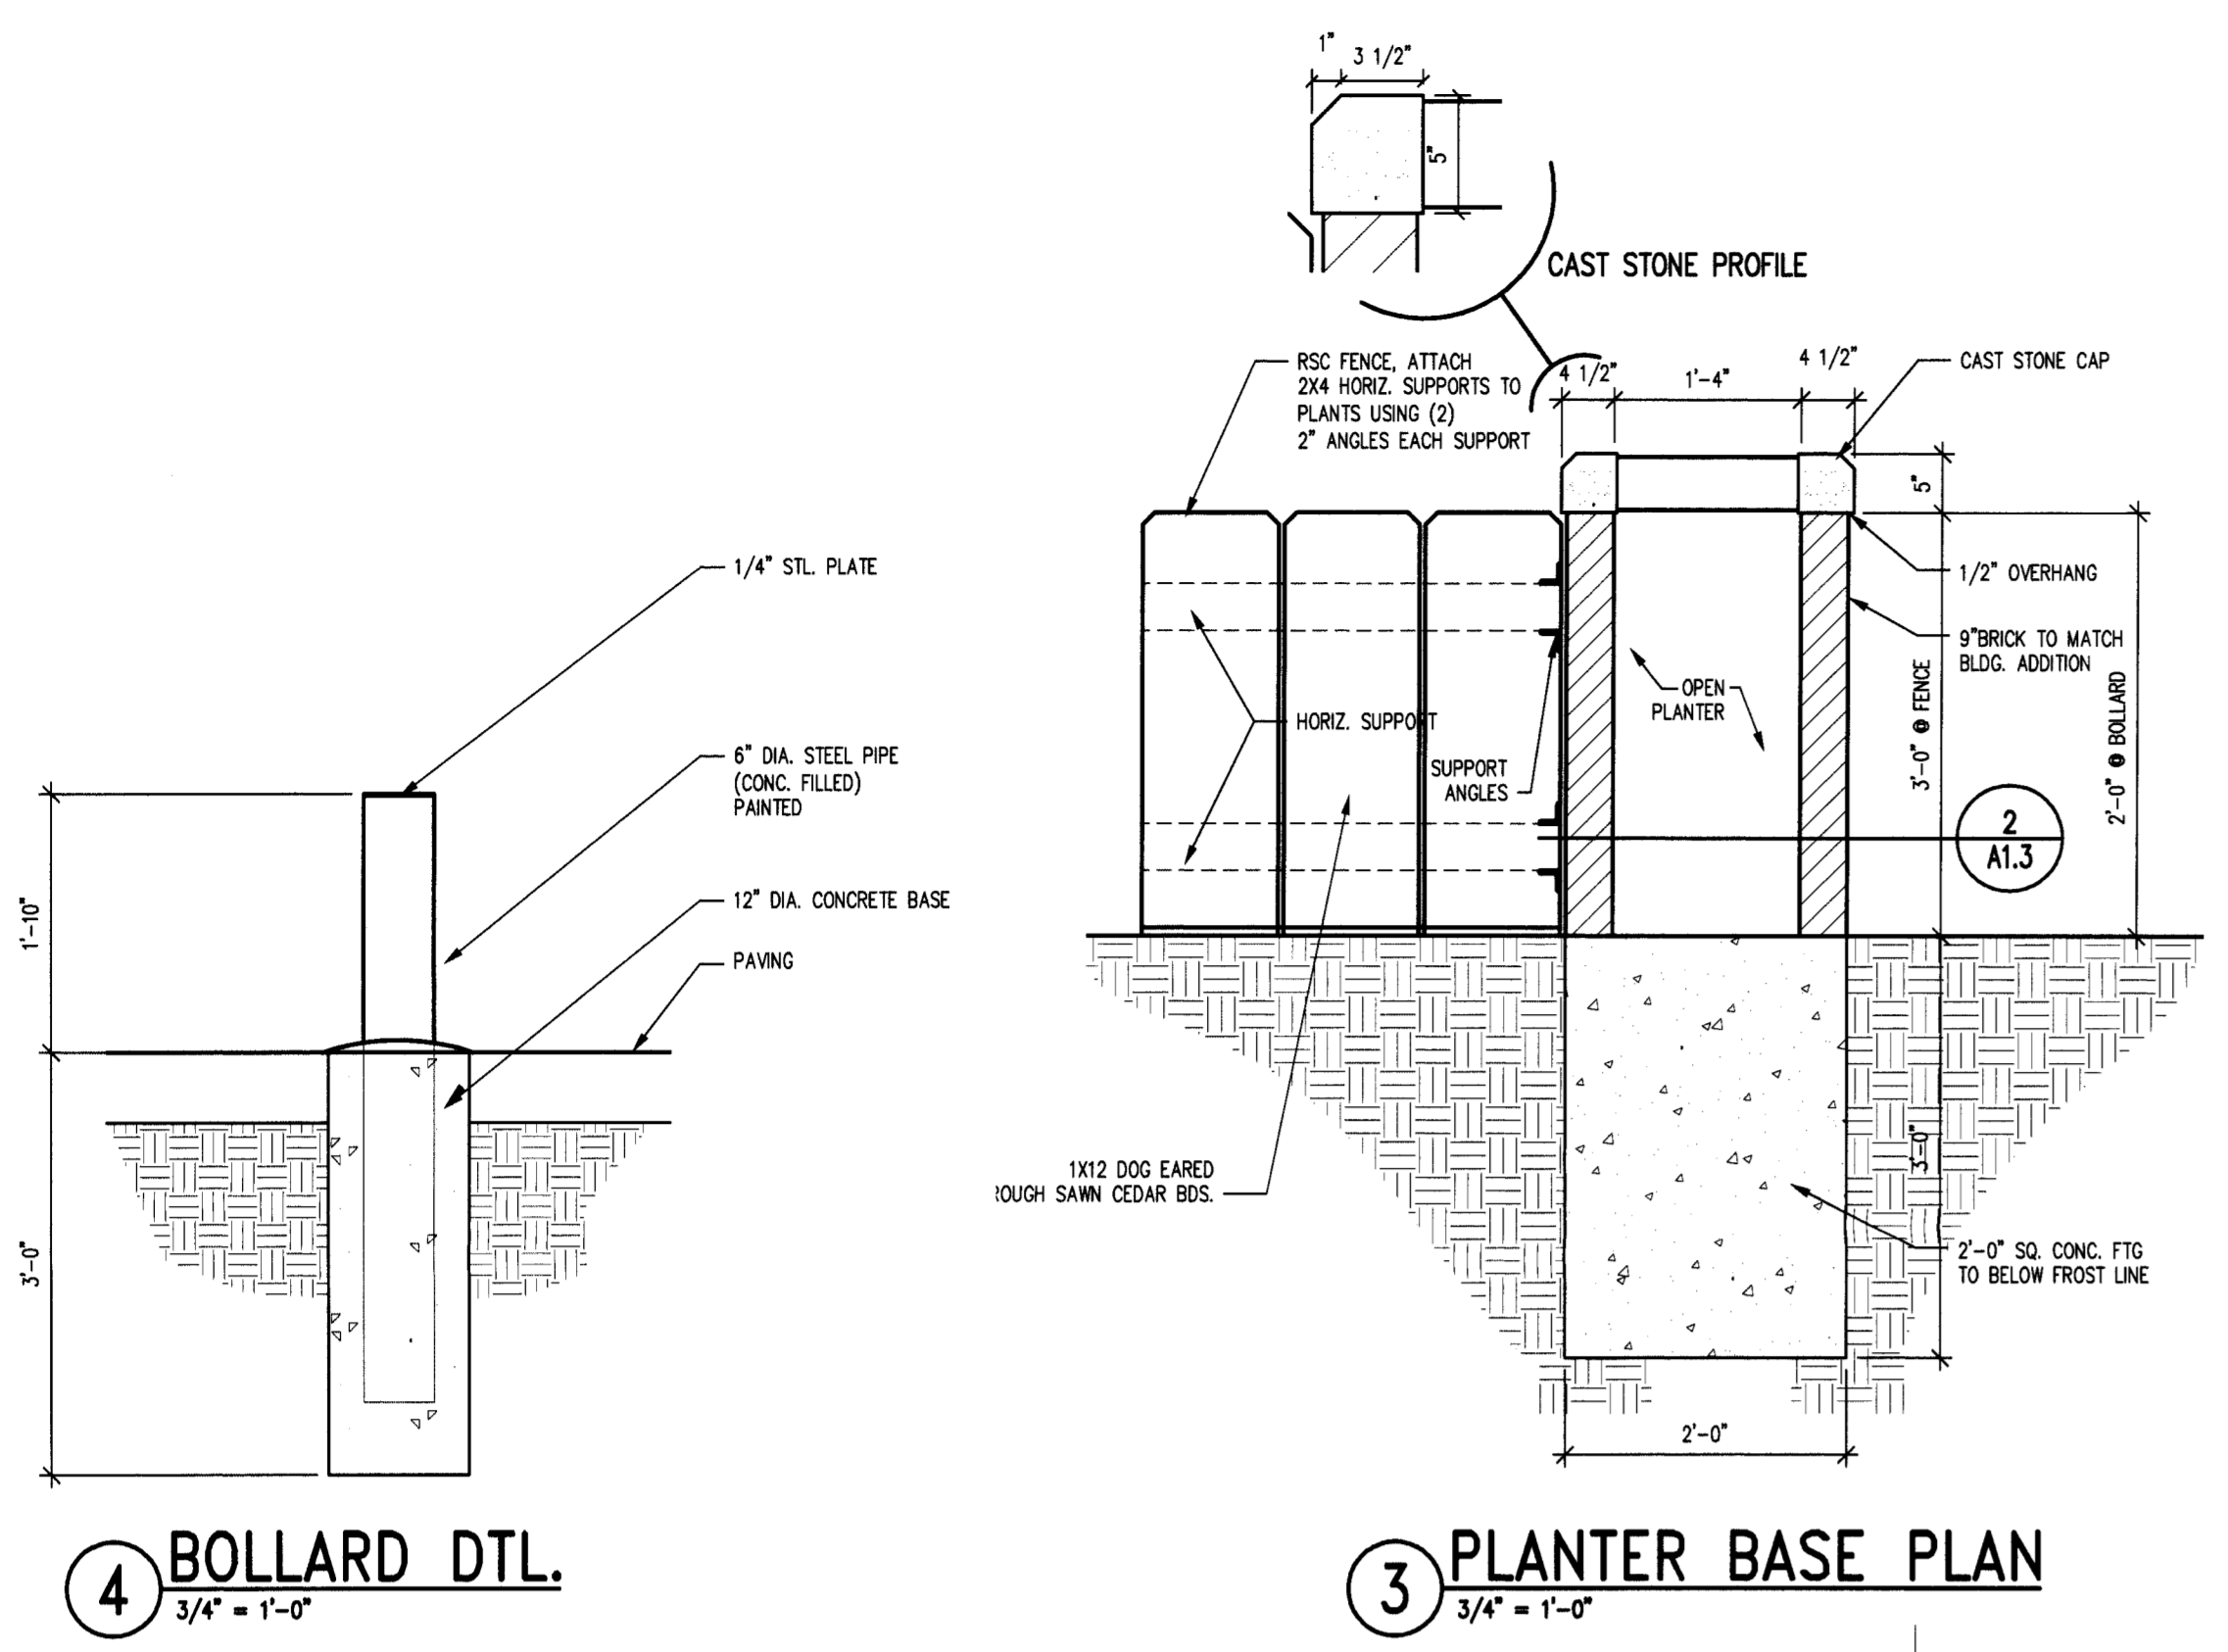 1/4" STL. PLATE
6" DIA. STEEL PIPE
(CONC. FILLED)
PAINTED
12" DIA. CONCRETE BASE
PAVING
1'-10"
3'-0"
4
BOLLARD DTL.
3/4" = 1'-0"
1"
3 1/2"
5"
CAST STONE PROFILE
RSC FENCE, ATTACH
2X4 HORIZ. SUPPORTS TO
PLANTS USING (2)
2" ANGLES EACH SUPPORT
4 1/2"
1'-4"
4 1/2"
CAST STONE CAP
5"
1/2" OVERHANG
9"BRICK TO MATCH
BLDG. ADDITION
OPEN
PLANTER
HORIZ. SUPPORT
SUPPORT
ANGLES
3'-0" @ FENCE
2'-0" @ BOLLARD
2
A1.3
1X12 DOG EARED
ROUGH SAWN CEDAR BDS.
3'-0"
2'-0" SQ. CONC. FTG
TO BELOW FROST LINE
2'-0"
3
PLANTER BASE PLAN
3/4" = 1'-0"